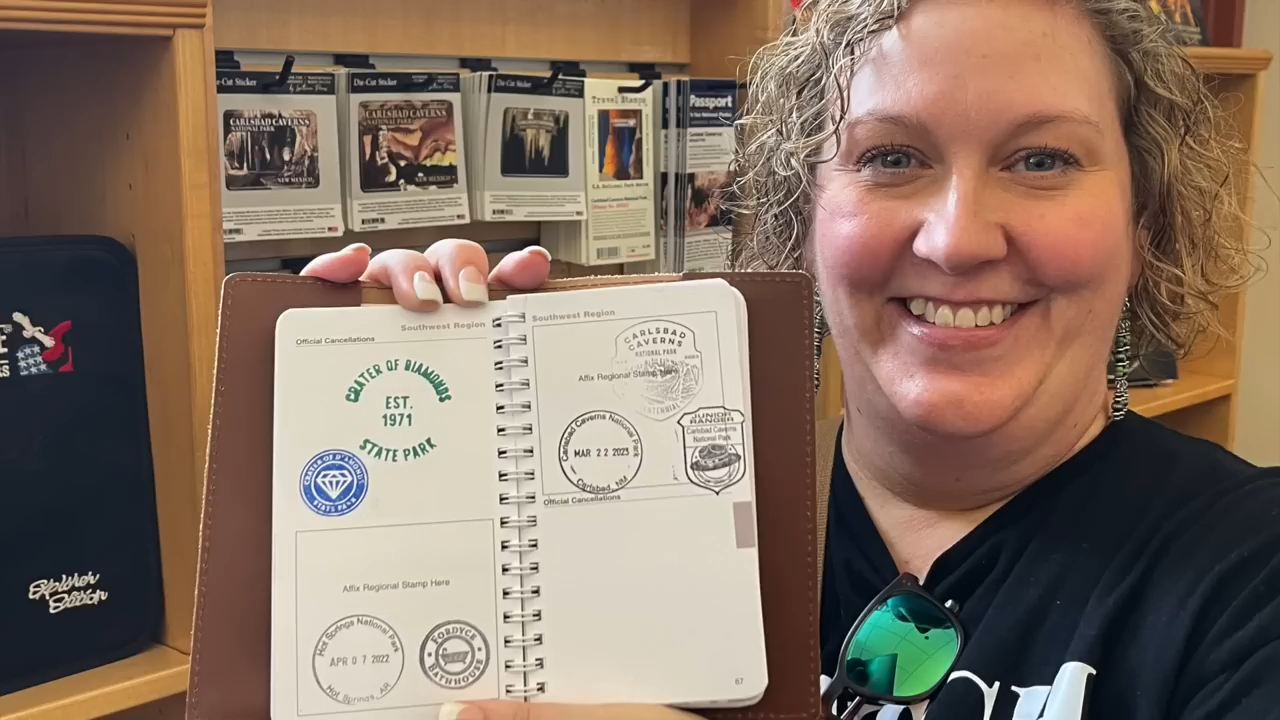 Die-Cut Sticker
CARLSBAD CAVERNS
NATIONAL PARK
NEW MEXICO
Die-Cut Sticker
CARLSBAD CAVERNS
NATIONAL PARK
NEW MEXICO
Die-Cut Sticker
Travel Stamps
Passport
Explorer
Edition
Southwest Region
Official Cancellations
CRATER OF DIAMONDS
EST.
1971
STATE PARK
CRATER OF DIAMONDS
STATE PARK
Affix Regional Stamp Here
Hot Springs National Park
APR 0 7 2022
Hot Springs, AR
FORDYCE
BATHHOUSE
Southwest Region
CARLSBAD
CAVERNS
NATIONAL PARK
CENTENNIAL
Affix Regional Stamp Here
Carlsbad Caverns National Park
MAR 2 2 2023
Carlsbad, NM
JUNIOR
RANGER
Carlsbad Caverns
National Park
Official Cancellations
67